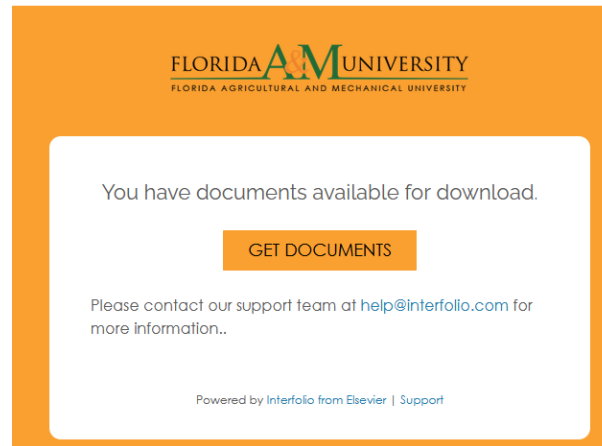 FLORIDA A&M UNIVERSITY
FLORIDA AGRICULTURAL AND MECHANICAL UNIVERSITY
You have documents available for download.
GET DOCUMENTS
Please contact our support team at help@interfolio.com for
more information..
Powered by Interfolio from Elsevier | Support